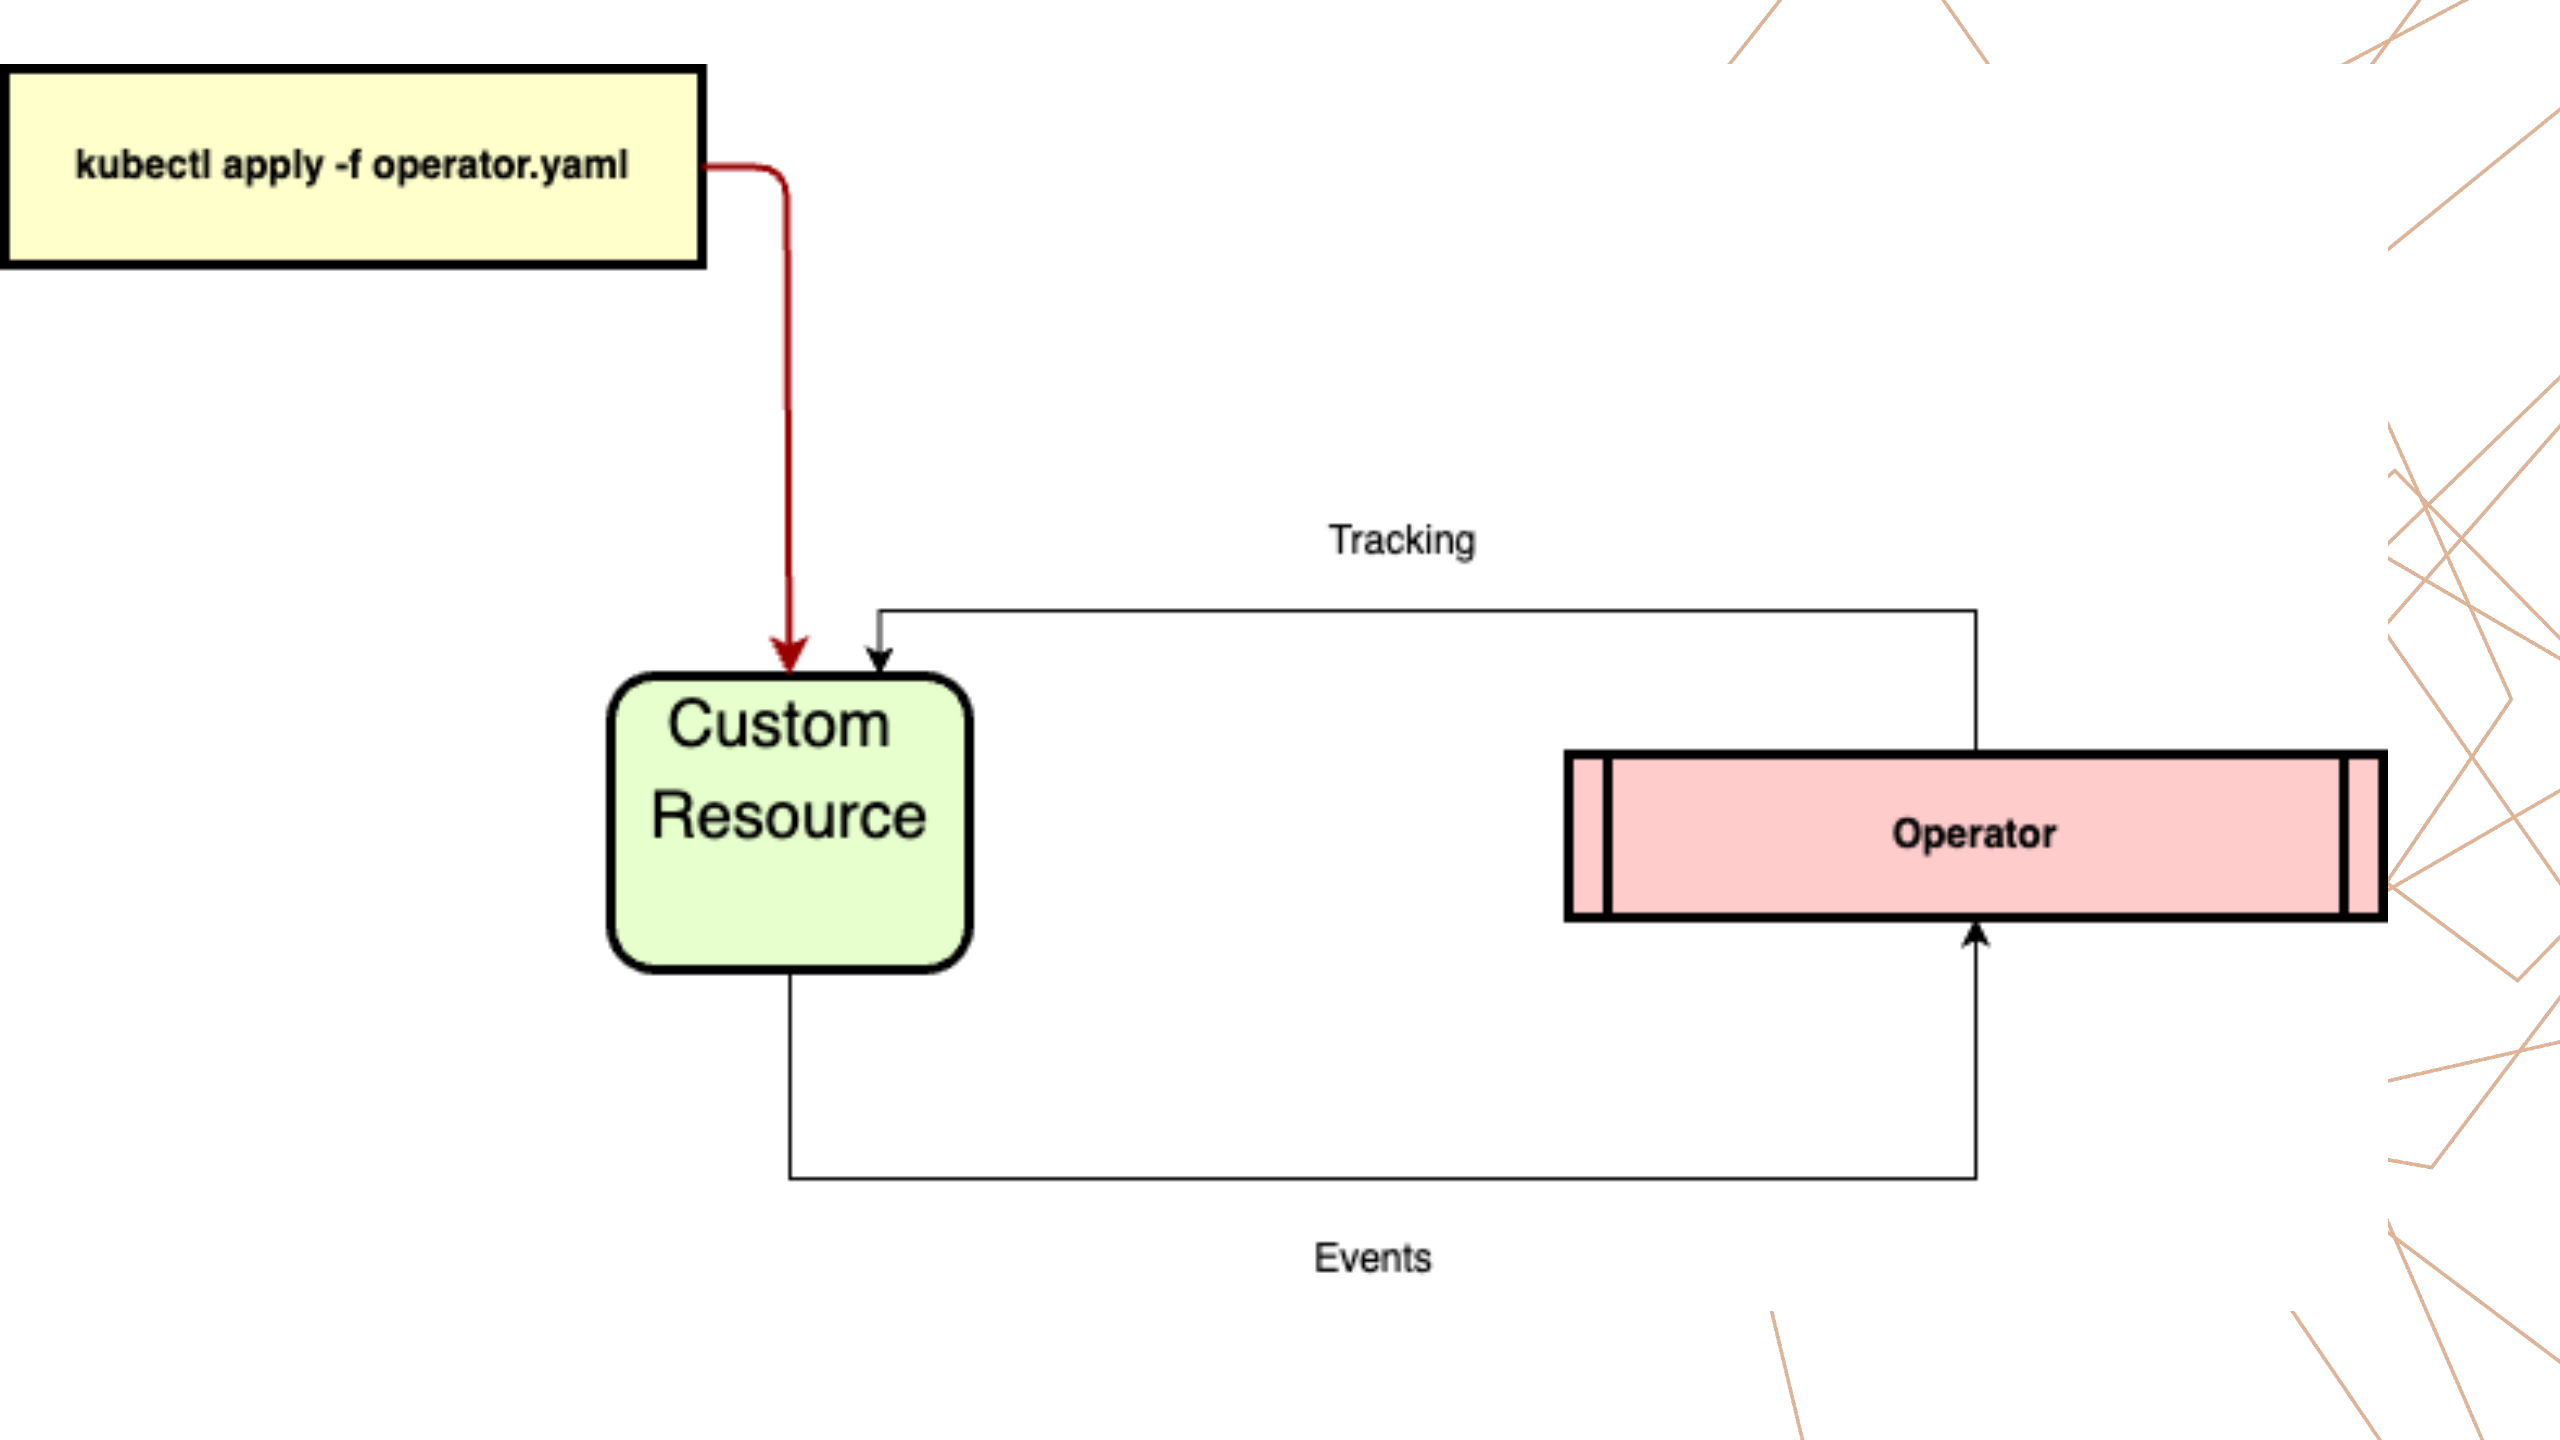 kubectl apply -f operator.yaml
Tracking
Custom
Resource
Operator
Events